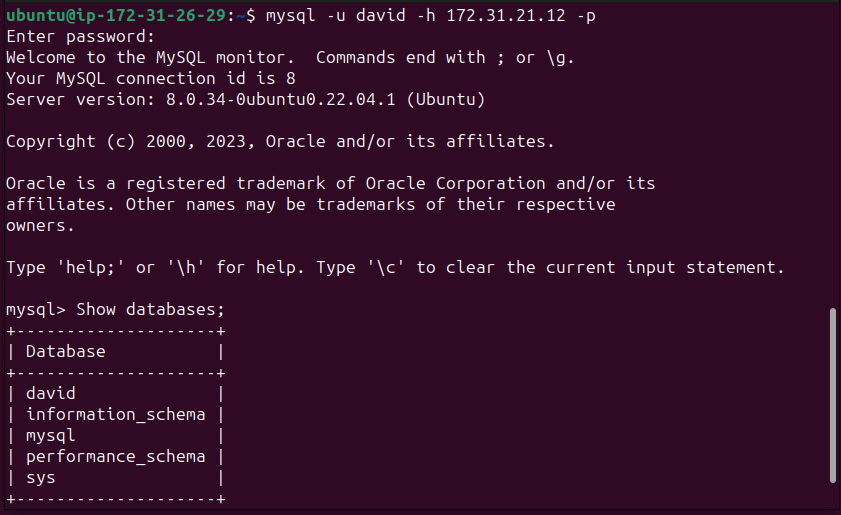 ubuntu@ip-172-31-26-29:~$ mysql -u david -h 172.31.21.12 -p
Enter password:
Welcome to the MySQL monitor.  Commands end with ; or \g.
Your MySQL connection id is 8
Server version: 8.0.34-0ubuntu0.22.04.1 (Ubuntu)

Copyright (c) 2000, 2023, Oracle and/or its affiliates.

Oracle is a registered trademark of Oracle Corporation and/or its
affiliates. Other names may be trademarks of their respective
owners.

Type 'help;' or '\h' for help. Type '\c' to clear the current input statement.

mysql> Show databases;
+--------------------+
| Database           |
+--------------------+
| david              |
| information_schema |
| mysql              |
| performance_schema |
| sys                |
+--------------------+